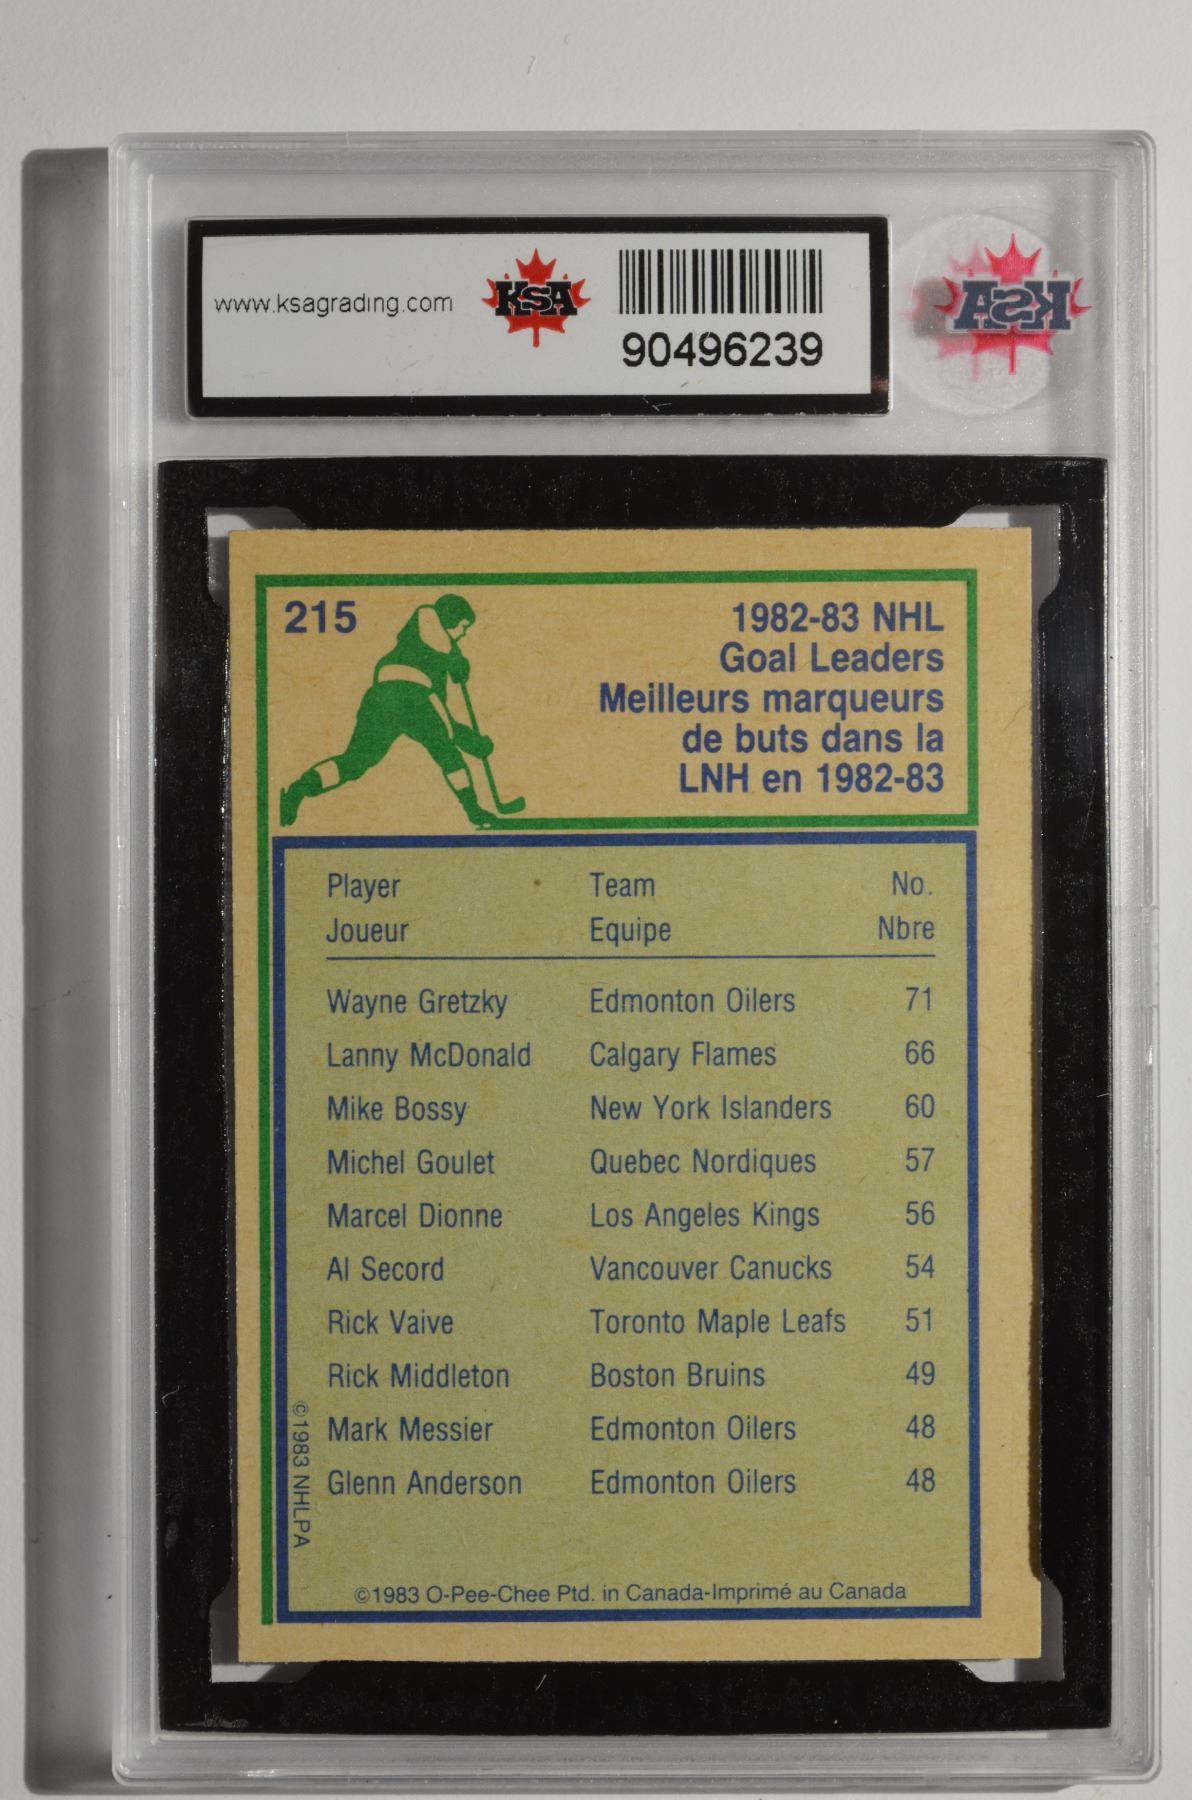 www.ksagrading.com
KSA
90496239
KSA
215
1982-83 NHL
Goal Leaders
Meilleurs marqueurs
de buts dans la
LNH en 1982-83
Player Team No.
Joueur Equipe Nbre
Wayne Gretzky Edmonton Oilers 71
Lanny McDonald Calgary Flames 66
Mike Bossy New York Islanders 60
Michel Goulet Quebec Nordiques 57
Marcel Dionne Los Angeles Kings 56
Al Secord Vancouver Canucks 54
Rick Vaive Toronto Maple Leafs 51
Rick Middleton Boston Bruins 49
Mark Messier Edmonton Oilers 48
Glenn Anderson Edmonton Oilers 48
©1983 NHLPA
©1983 O-Pee-Chee Ptd. in Canada-Imprimé au Canada